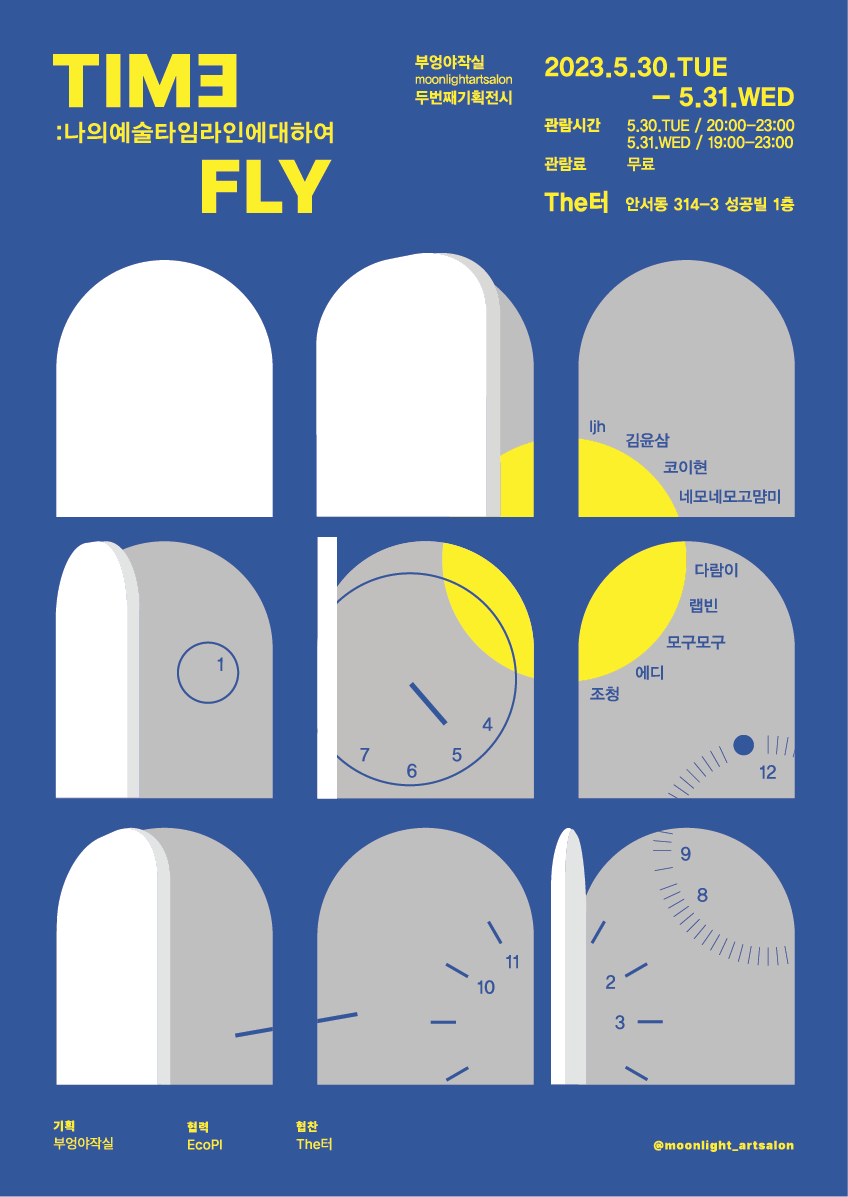 TIME
:나의예술타임라인에대하여
FLY
부엉야작실
moonlightartsalon
두번째기획전시
2023.5.30.TUE
– 5.31.WED
관람시간 5.30.TUE / 20:00–23:00
5.31.WED / 19:00–23:00
관람료 무료
The터 안서동 314–3 성공빌 1층
ljh
김윤삼
코이현
네모네모고먐미
다람이
랩빈
모구모구
에디
조청
1
4
5
6
7
12
9
8
11
10
2
3
기획
부엉야작실
협력
EcoPI
협찬
The터
@moonlight_artsalon